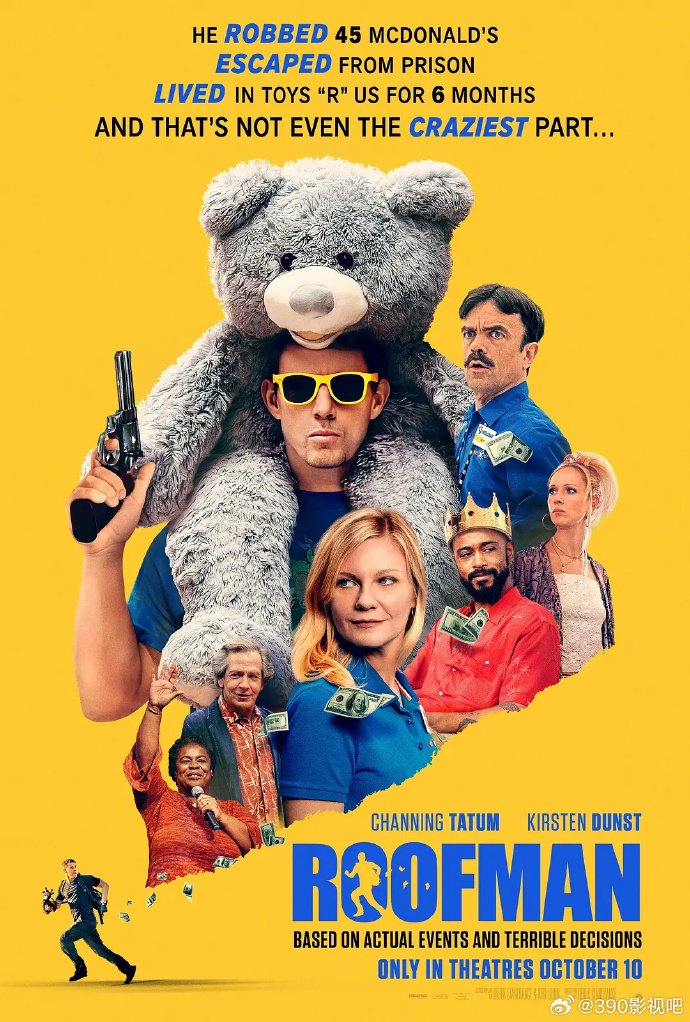 HE ROBBED 45 MCDONALD'S
ESCAPED FROM PRISON
LIVED IN TOYS "R" US FOR 6 MONTHS
AND THAT'S NOT EVEN THE CRAZIEST PART...
CHANNING TATUM KIRSTEN DUNST
ROOFMAN
BASED ON ACTUAL EVENTS AND TERRIBLE DECISIONS
ONLY IN THEATRES OCTOBER 10
@390影视吧